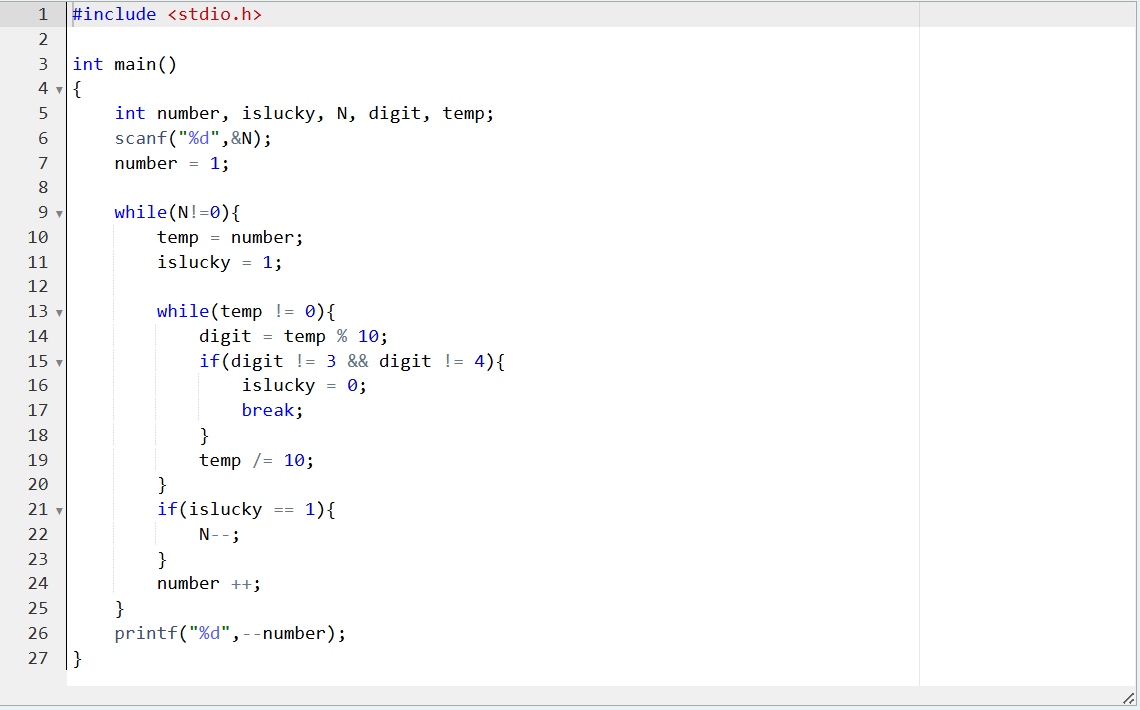 1 #include <stdio.h>
2
3 int main()
4 {
5     int number, islucky, N, digit, temp;
6     scanf("%d",&N);
7     number = 1;
8
9     while(N!=0){
10         temp = number;
11         islucky = 1;
12
13         while(temp != 0){
14             digit = temp % 10;
15             if(digit != 3 && digit != 4){
16                 islucky = 0;
17                 break;
18             }
19             temp /= 10;
20         }
21         if(islucky == 1){
22             N--;
23         }
24         number ++;
25     }
26     printf("%d",--number);
27 }